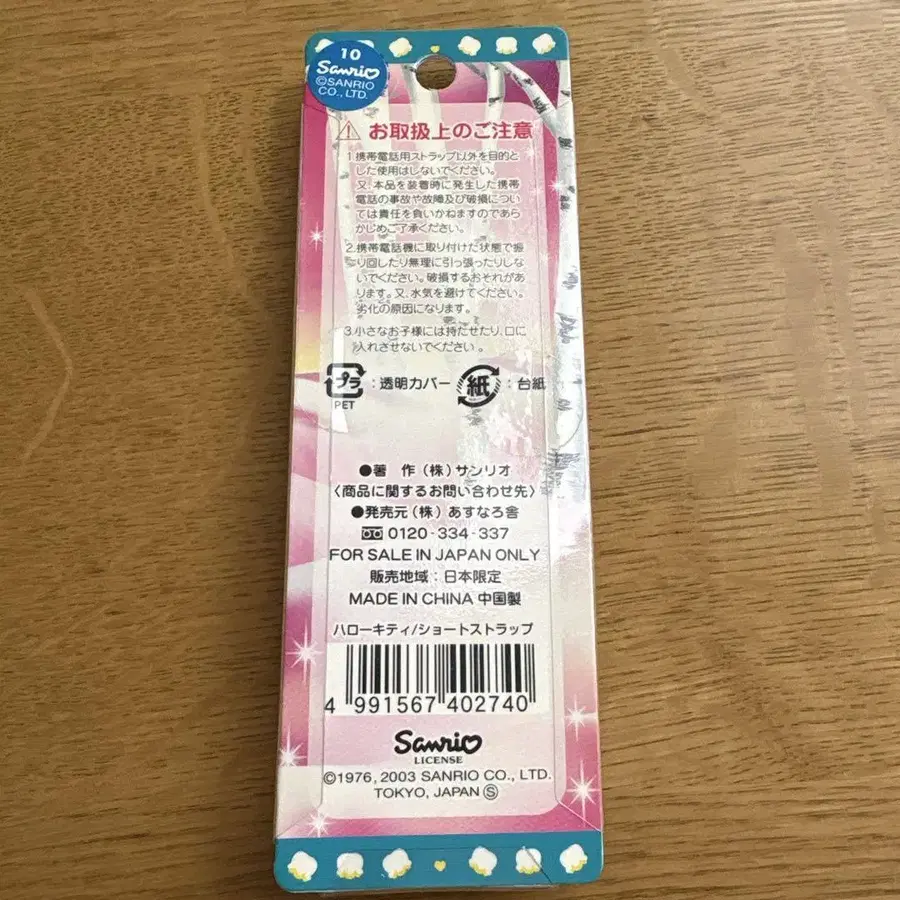 10
Sanrio
©SANRIO
CO., LTD.
⚠ お取扱上のご注意
1.携帯電話用ストラップ以外を目的と
した使用はしないでください。
又、本品を装着時に発生した携帯
電話の事故や故障及び破損につい
ては責任を負いかねますのであら
かじめご了承ください。
2.携帯電話機に取り付けた状態で振
り回したり無理に引っ張ったりしな
いでください。破損するおそれがあ
ります。又、水気を避けてください。
劣化の原因になります。
3.小さなお子様には持たせたり、口に
入れさせないでください。
プラ:透明カバー 紙:台紙
PET
●著 作(株)サンリオ
〈商品に関するお問い合わせ先〉
●発売元(株)あすなろ舎
0120-334-337
FOR SALE IN JAPAN ONLY
販売地域:日本限定
MADE IN CHINA 中国製
ハローキティ/ショートストラップ
4 991567 402740
Sanrio
LICENSE
©1976, 2003 SANRIO CO., LTD.
TOKYO, JAPAN Ⓢ